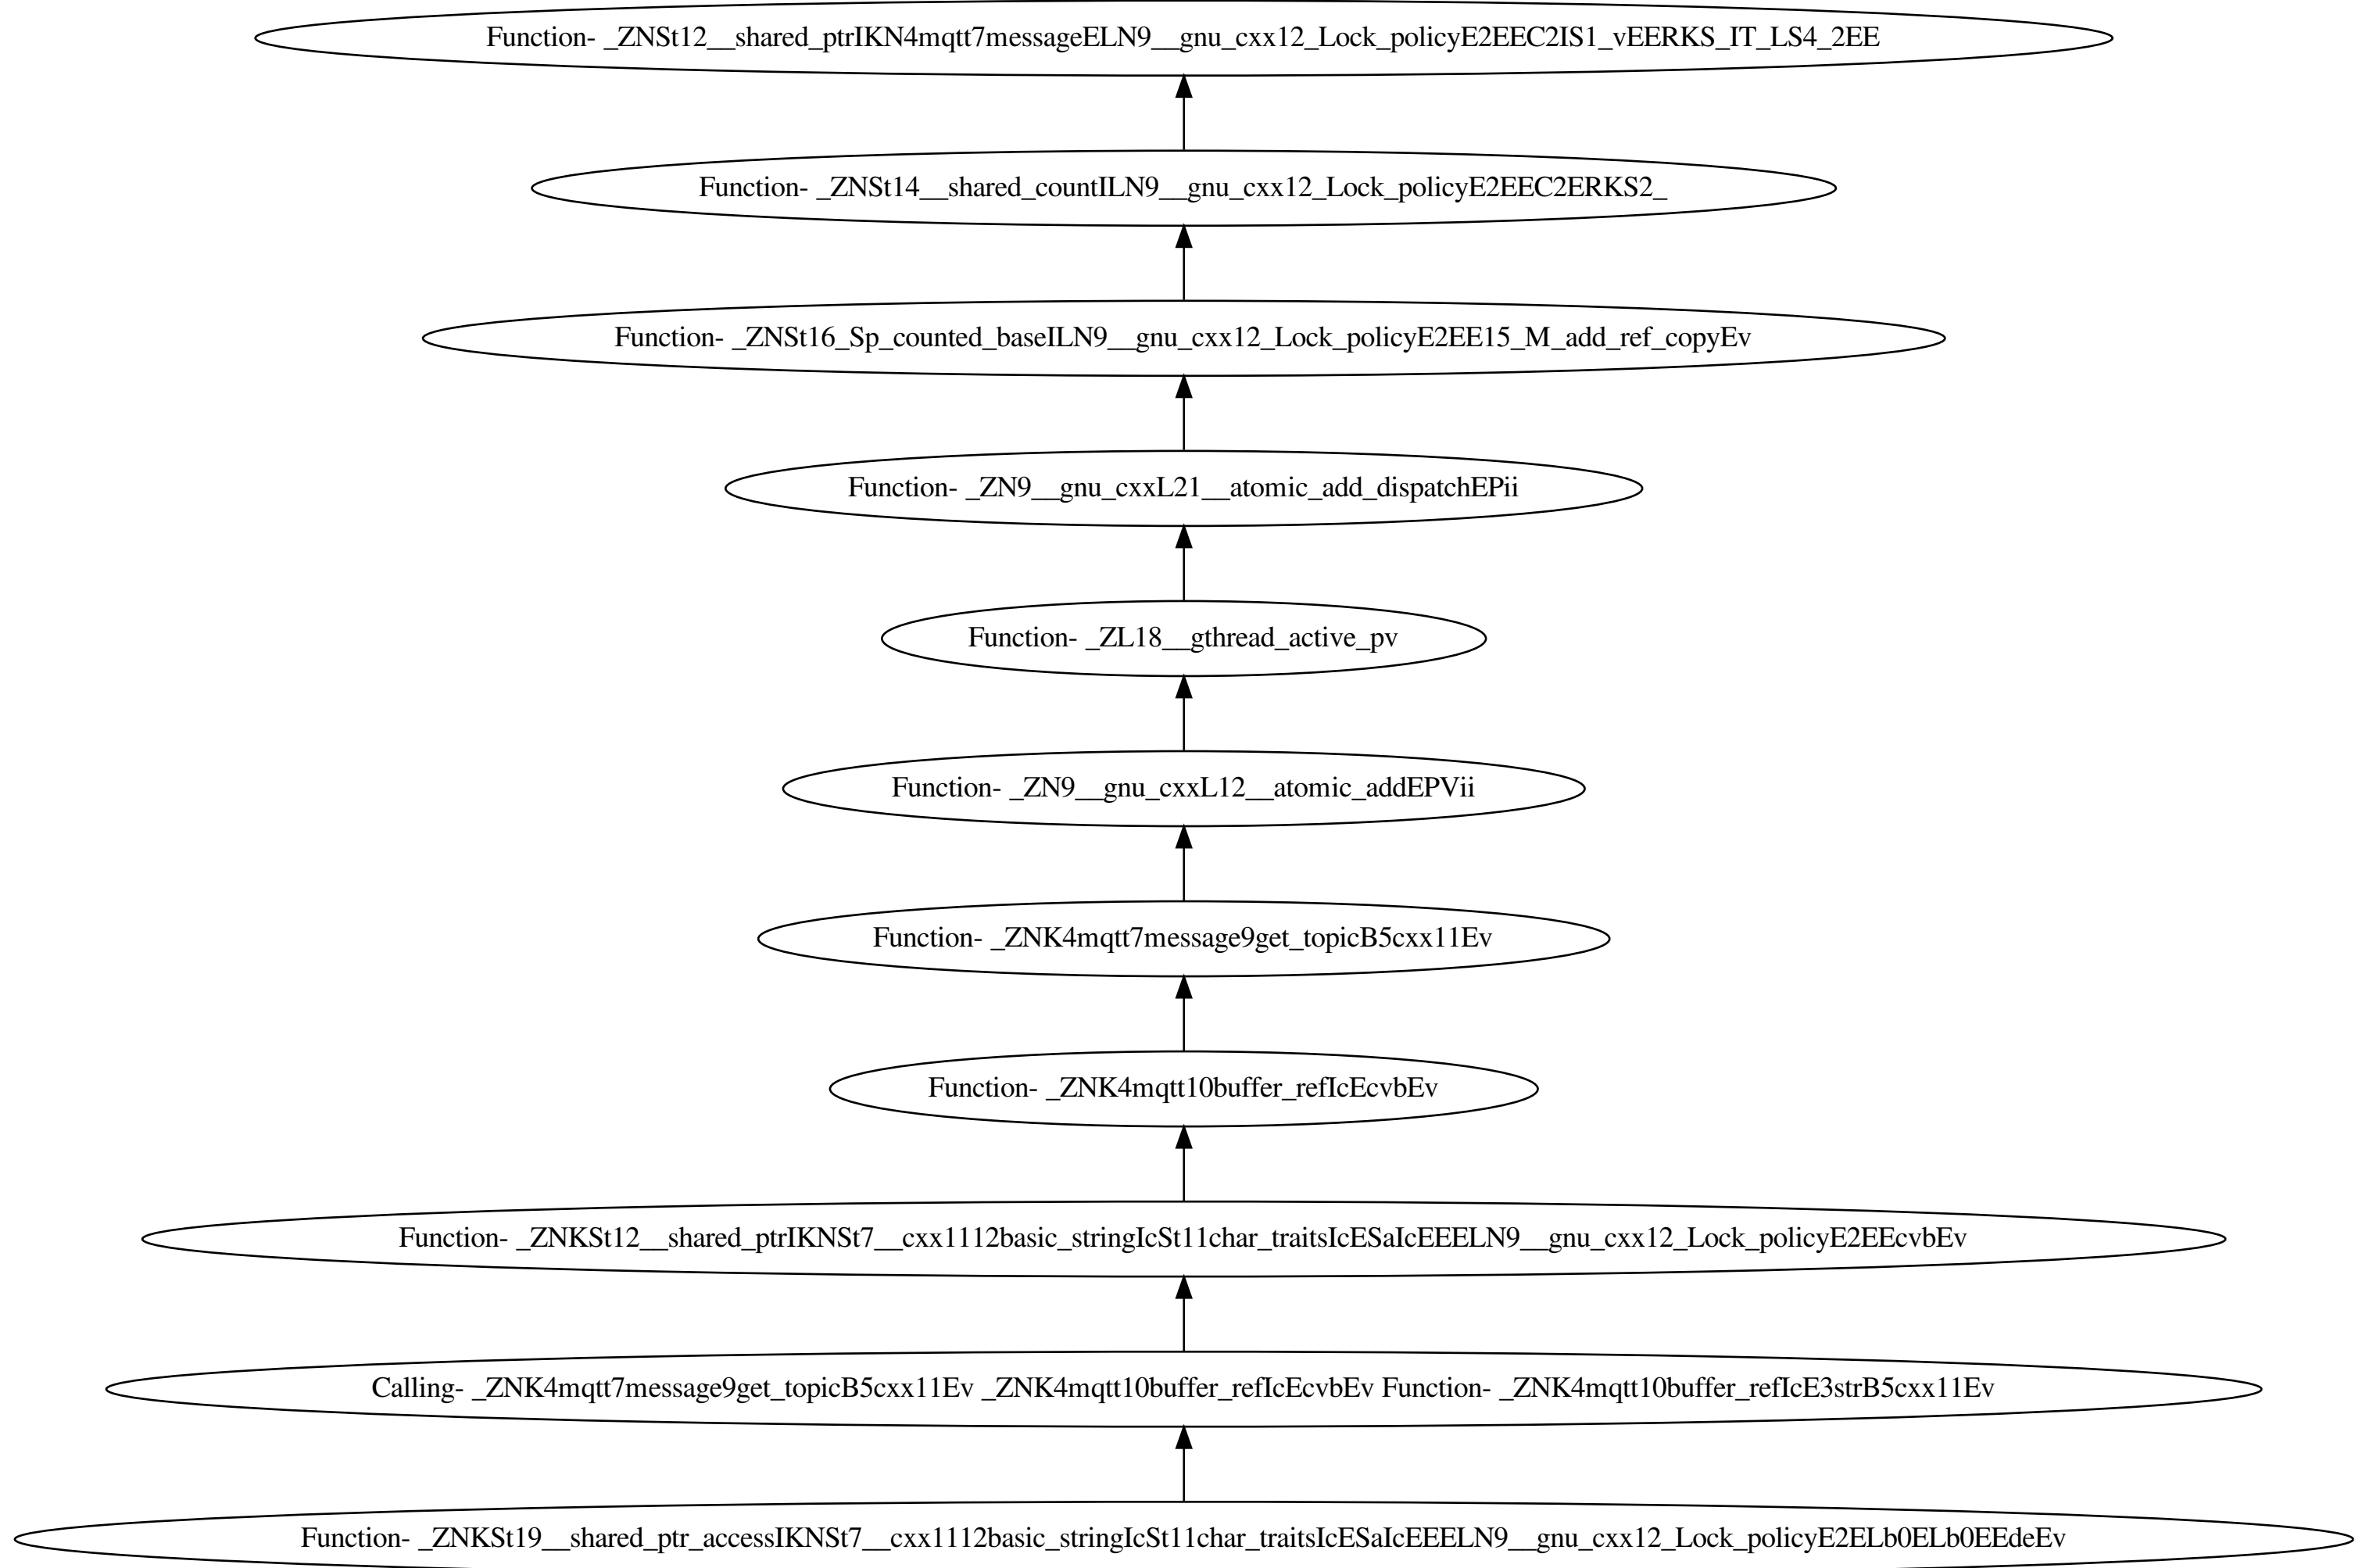 Function- _ZNSt12__shared_ptrIKN4mqtt7messageELN9__gnu_cxx12_Lock_policyE2EEC2IS1_vEERKS_IT_LS4_2EE
Function- _ZNSt14__shared_countILN9__gnu_cxx12_Lock_policyE2EEC2ERKS2_
Function- _ZNSt16_Sp_counted_baseILN9__gnu_cxx12_Lock_policyE2EE15_M_add_ref_copyEv
Function- _ZN9__gnu_cxxL21__atomic_add_dispatchEPii
Function- _ZL18__gthread_active_pv
Function- _ZN9__gnu_cxxL12__atomic_addEPVii
Function- _ZNK4mqtt7message9get_topicB5cxx11Ev
Function- _ZNK4mqtt10buffer_refIcEcvbEv
Function- _ZNKSt12__shared_ptrIKNSt7__cxx1112basic_stringIcSt11char_traitsIcESaIcEEELN9__gnu_cxx12_Lock_policyE2EEcvbEv
Calling- _ZNK4mqtt7message9get_topicB5cxx11Ev _ZNK4mqtt10buffer_refIcEcvbEv Function- _ZNK4mqtt10buffer_refIcE3strB5cxx11Ev
Function- _ZNKSt19__shared_ptr_accessIKNSt7__cxx1112basic_stringIcSt11char_traitsIcESaIcEEELN9__gnu_cxx12_Lock_policyE2ELb0ELb0EEdeEv